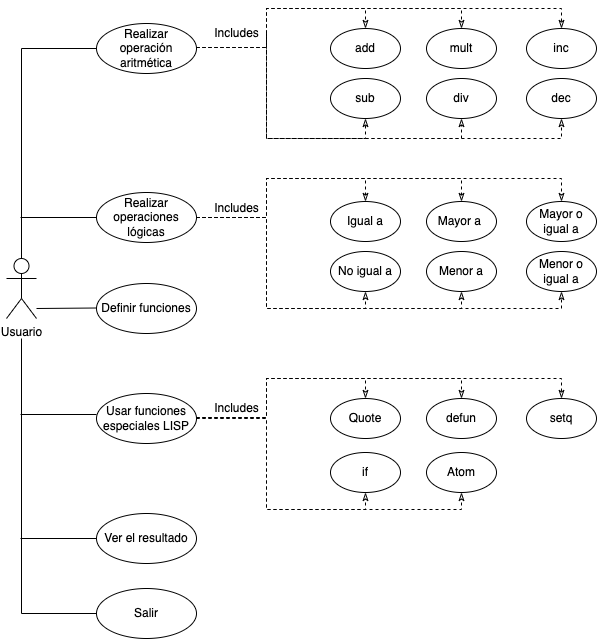 Realizar
operación
aritmética
Includes
add
mult
inc
sub
div
dec
Realizar
operaciones
lógicas
Includes
Igual a
Mayor a
Mayor o
igual a
No igual a
Menor a
Menor o
igual a
Usuario
Definir funciones
Usar funciones
especiales LISP
Includes
Quote
defun
setq
if
Atom
Ver el resultado
Salir